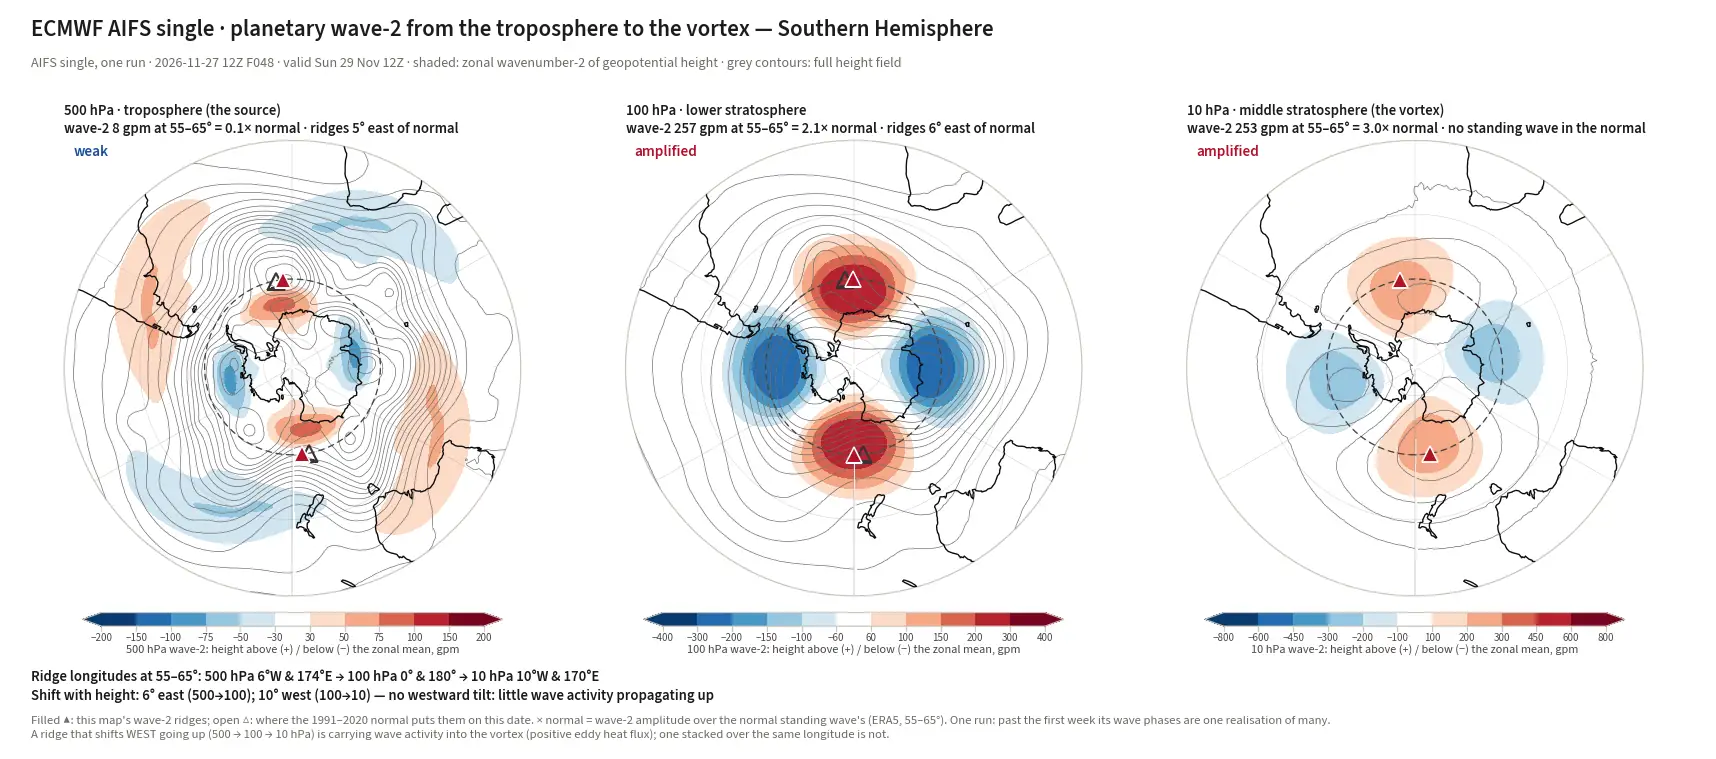 ECMWF AIFS single · planetary wave-2 from the troposphere to the vortex — Southern Hemisphere
AIFS single, one run · 2026-11-27 12Z F048 · valid Sun 29 Nov 12Z · shaded: zonal wavenumber-2 of geopotential height · grey contours: full height field
500 hPa · troposphere (the source)
wave-2 8 gpm at 55–65° = 0.1× normal · ridges 5° east of normal
weak
100 hPa · lower stratosphere
wave-2 257 gpm at 55–65° = 2.1× normal · ridges 6° east of normal
amplified
10 hPa · middle stratosphere (the vortex)
wave-2 253 gpm at 55–65° = 3.0× normal · no standing wave in the normal
amplified
−200 −150 −100 −75 −50 −30 30 50 75 100 150 200
500 hPa wave-2: height above (+) / below (−) the zonal mean, gpm
−400 −300 −200 −150 −100 −60 60 100 150 200 300 400
100 hPa wave-2: height above (+) / below (−) the zonal mean, gpm
−800 −600 −450 −300 −200 −100 100 200 300 450 600 800
10 hPa wave-2: height above (+) / below (−) the zonal mean, gpm
Ridge longitudes at 55–65°: 500 hPa 6°W & 174°E → 100 hPa 0° & 180° → 10 hPa 10°W & 170°E
Shift with height: 6° east (500→100); 10° west (100→10) — no westward tilt: little wave activity propagating up
Filled ▲: this map's wave-2 ridges; open △: where the 1991–2020 normal puts them on this date. × normal = wave-2 amplitude over the normal standing wave's (ERA5, 55–65°). One run: past the first week its wave phases are one realisation of many.
A ridge that shifts WEST going up (500 → 100 → 10 hPa) is carrying wave activity into the vortex (positive eddy heat flux); one stacked over the same longitude is not.